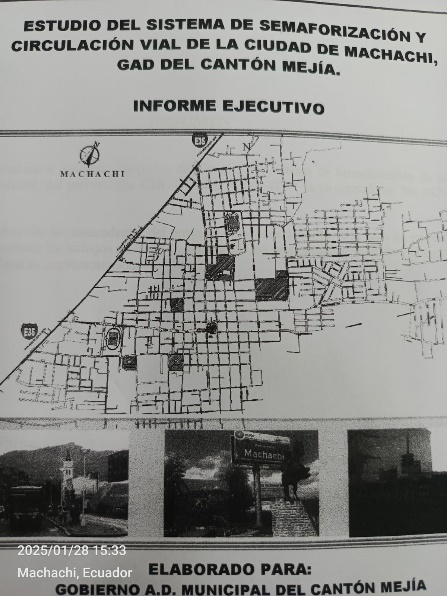 ESTUDIO DEL SISTEMA DE SEMAFORIZACIÓN Y
CIRCULACIÓN VIAL DE LA CIUDAD DE MACHACHI,
GAD DEL CANTÓN MEJÍA.
INFORME EJECUTIVO
E35
N
MACHACHI
E35
Machachi
2025/01/28 15:33
Machachi, Ecuador
ELABORADO PARA:
GOBIERNO A.D. MUNICIPAL DEL CANTÓN MEJÍA